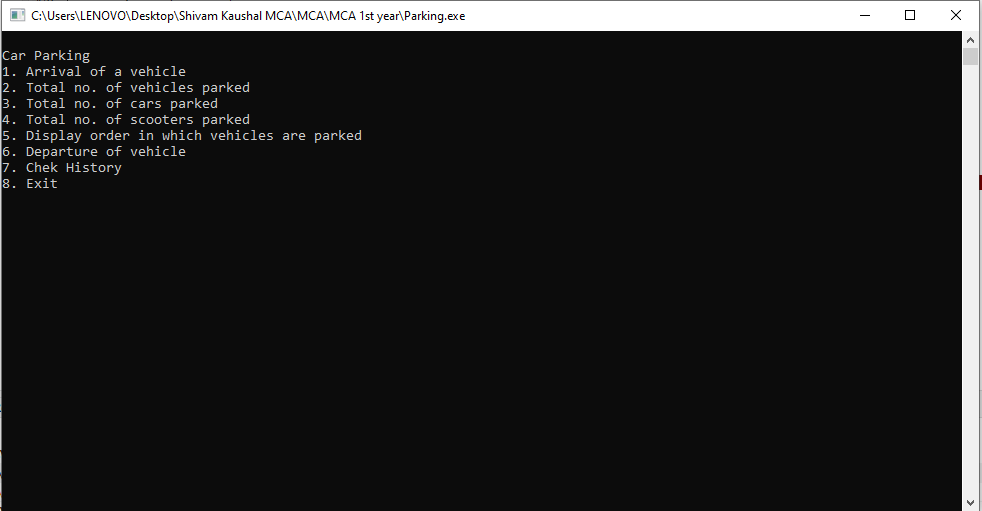 C:\Users\LENOVO\Desktop\Shivam Kaushal MCA\MCA\MCA 1st year\Parking.exe
Car Parking
1. Arrival of a vehicle
2. Total no. of vehicles parked
3. Total no. of cars parked
4. Total no. of scooters parked
5. Display order in which vehicles are parked
6. Departure of vehicle
7. Chek History
8. Exit